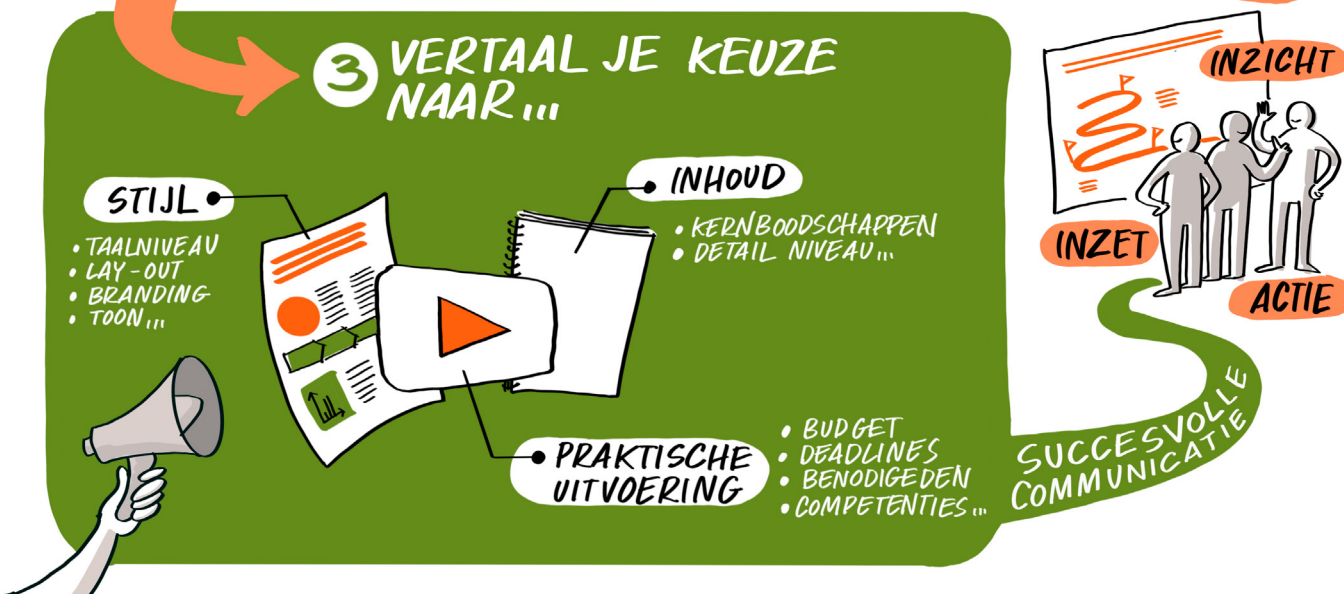 3 VERTAAL JE KEUZE
NAAR...
STIJL
• TAALNIVEAU
• LAY-OUT
• BRANDING
• TOON...
INHOUD
• KERNBOODSCHAPPEN
• DETAIL NIVEAU...
PRAKTISCHE
UITVOERING
• BUDGET
• DEADLINES
• BENODIGEDEN
• COMPETENTIES...
SUCCESVOLLE
COMMUNICATIE
INZICHT
INZET
ACTIE